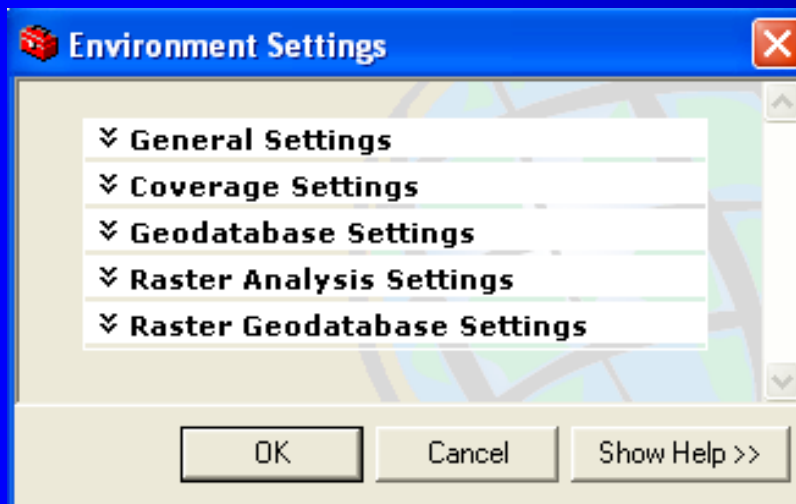 Environment Settings
General Settings
Coverage Settings
Geodatabase Settings
Raster Analysis Settings
Raster Geodatabase Settings
OK
Cancel
Show Help >>